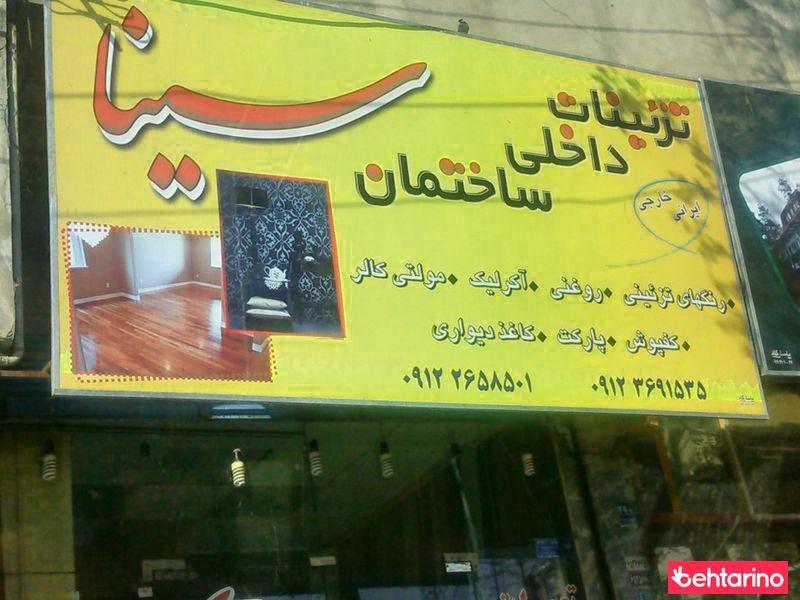 سینا
تزئینات
داخلی
ساختمان
ایرانی خارجی
•رنگهای تزئینی •روغنی •آکرلیک •مولتی کالر
•کفپوش •پارکت •کاغذ دیواری
۰۹۱۲ ۳۶۹۱۵۳۵ ۰۹۱۲ ۲۶۵۸۵۰۱
behtarino